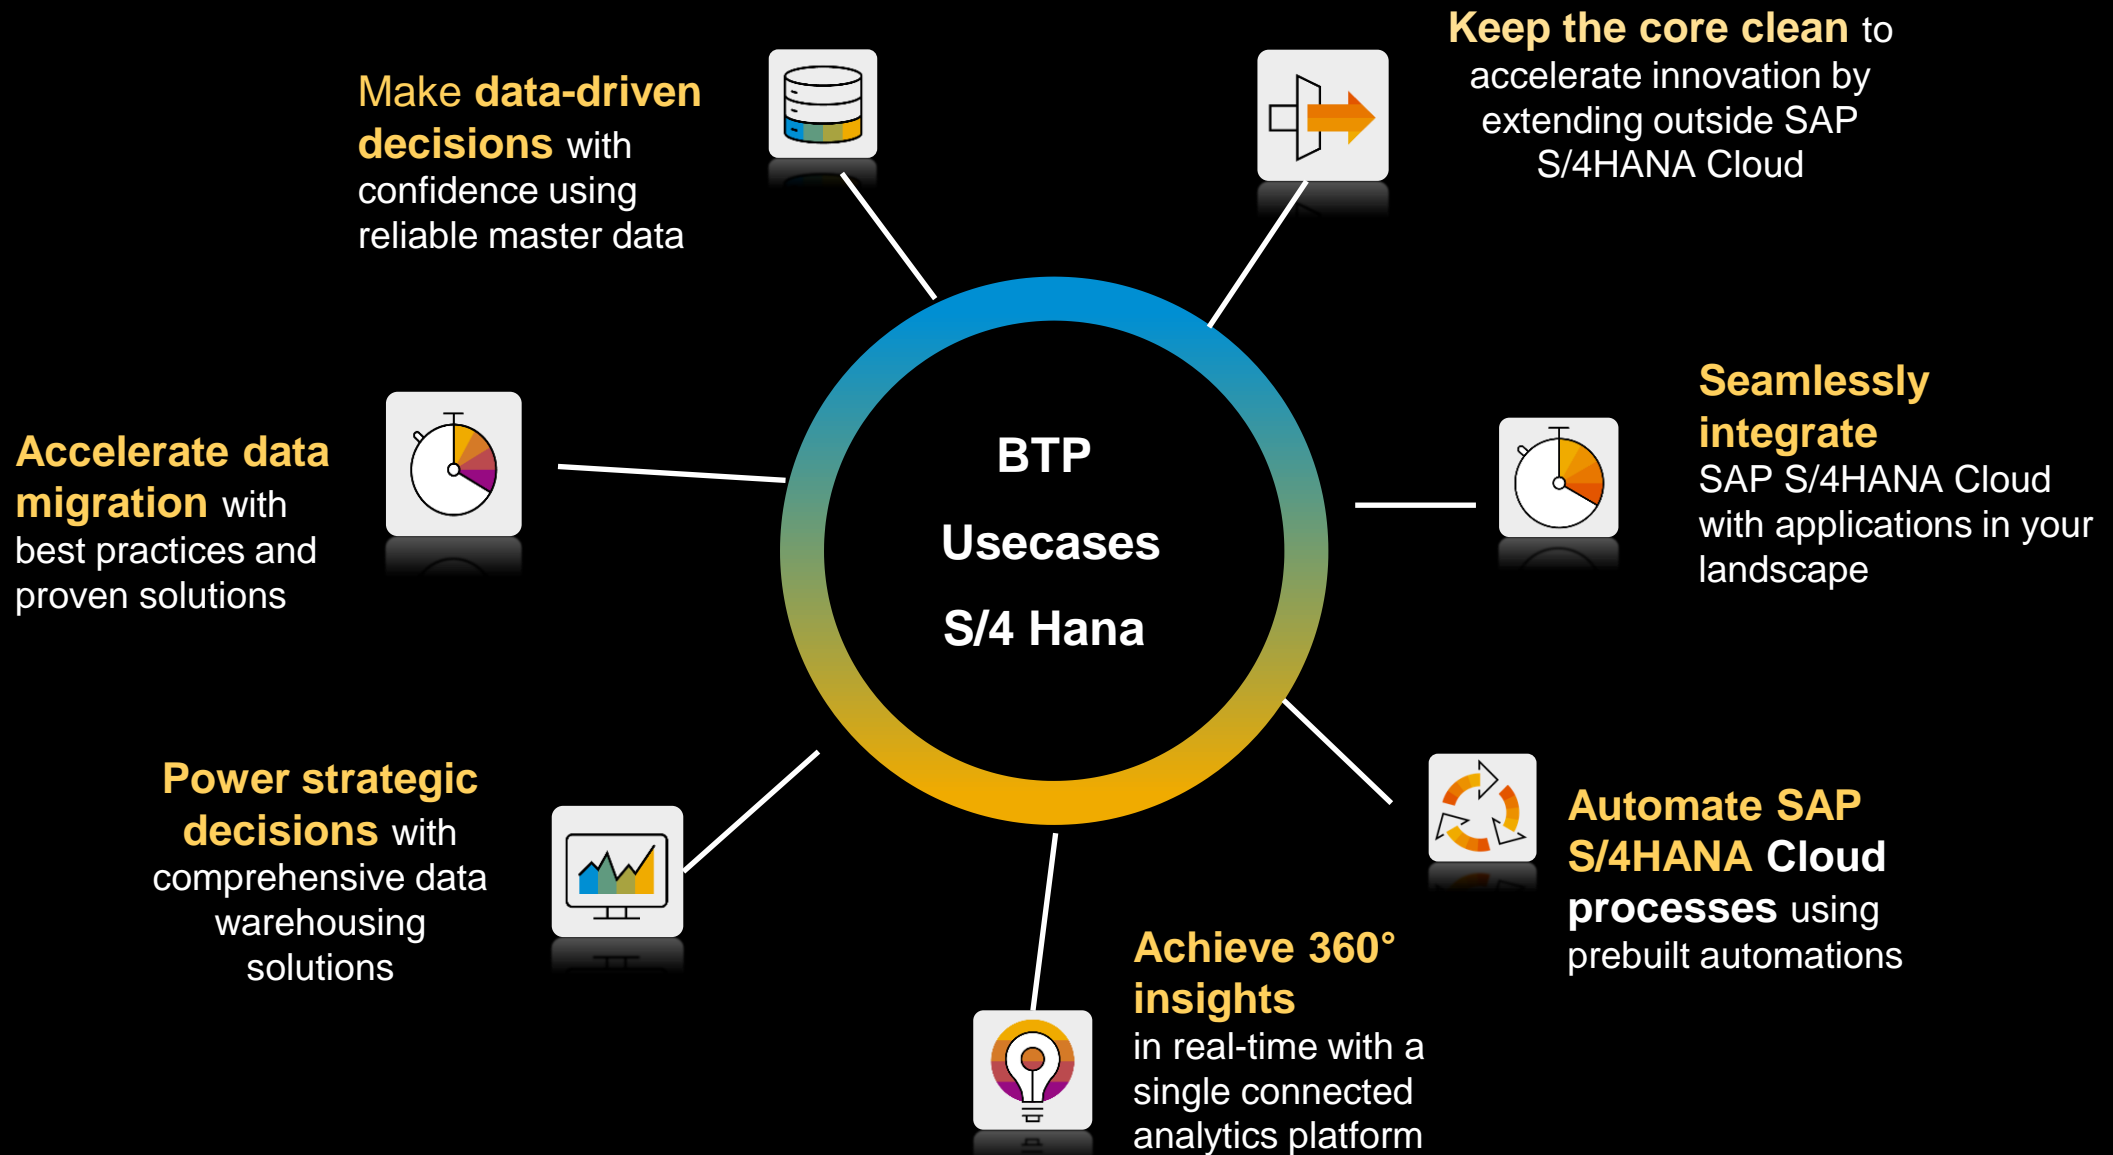 Keep the core clean to
accelerate innovation by
extending outside SAP
S/4HANA Cloud
Make data-driven
decisions with
confidence using
reliable master data
Seamlessly
integrate
SAP S/4HANA Cloud
with applications in your
landscape
Accelerate data
migration with
best practices and
proven solutions
BTP
Usecases
S/4 Hana
Power strategic
decisions with
comprehensive data
warehousing
solutions
Automate SAP
S/4HANA Cloud
processes using
prebuilt automations
Achieve 360°
insights
in real-time with a
single connected
analytics platform